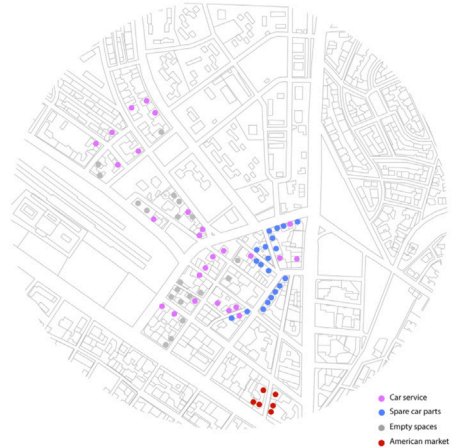 Car service
Spare car parts
Empty spaces
American market